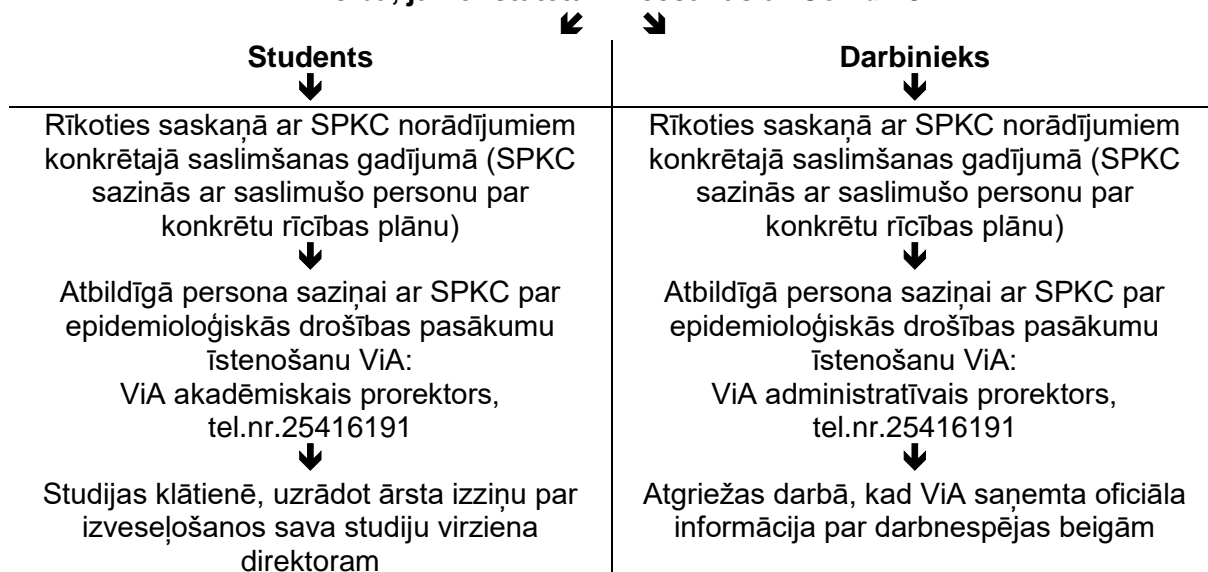 Students
Rīkoties saskaņā ar SPKC norādījumiem
konkrētajā saslimšanas gadījumā (SPKC
sazinās ar saslimušo personu par
konkrētu rīcības plānu)
Atbildīgā persona saziņai ar SPKC par
epidemioloģiskās drošības pasākumu
īstenošanu ViA:
ViA akadēmiskais prorektors,
tel.nr.25416191
Studijas klātienē, uzrādot ārsta izziņu par
izveseļošanos sava studiju virziena
direktoram
Darbinieks
Rīkoties saskaņā ar SPKC norādījumiem
konkrētajā saslimšanas gadījumā (SPKC
sazinās ar saslimušo personu par
konkrētu rīcības plānu)
Atbildīgā persona saziņai ar SPKC par
epidemioloģiskās drošības pasākumu
īstenošanu ViA:
ViA administratīvais prorektors,
tel.nr.25416191
Atgriežas darbā, kad ViA saņemta oficiāla
informācija par darbnespējas beigām